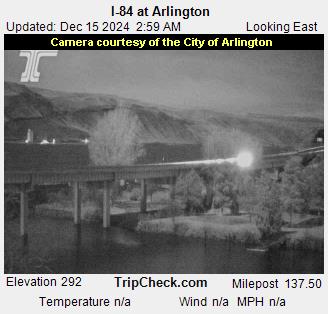 I-84 at Arlington
Updated: Dec 15 2024 2:59 AM Looking East
Camera courtesy of the City of Arlington
Elevation 292 TripCheck.com Milepost 137.50
Temperature n/a Wind n/a MPH n/a